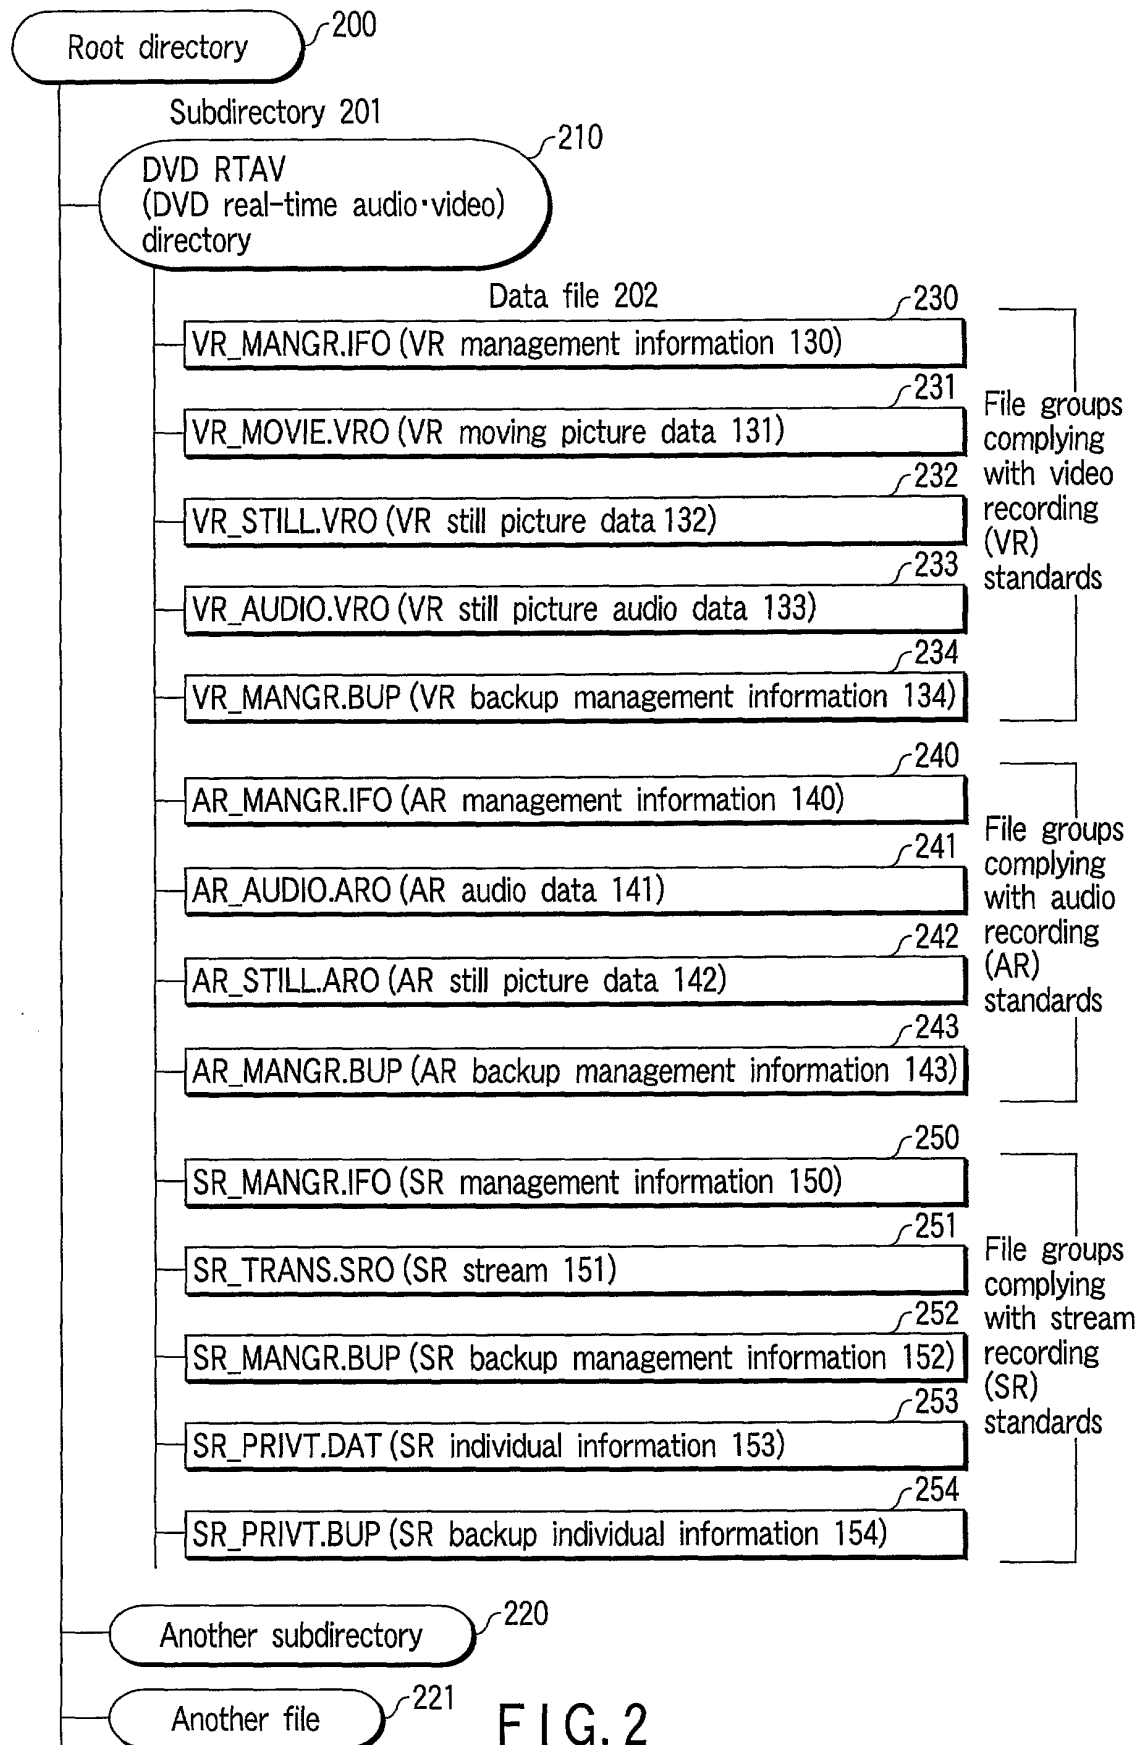 Root directory
200
Subdirectory 201
210
DVD RTAV
(DVD real-time audio·video)
directory
Data file 202
230
VR_MANGR.IFO (VR management information 130)
231
VR_MOVIE.VRO (VR moving picture data 131)
232
VR_STILL.VRO (VR still picture data 132)
233
VR_AUDIO.VRO (VR still picture audio data 133)
234
VR_MANGR.BUP (VR backup management information 134)
File groups
complying
with video
recording
(VR)
standards
240
AR_MANGR.IFO (AR management information 140)
241
AR_AUDIO.ARO (AR audio data 141)
242
AR_STILL.ARO (AR still picture data 142)
243
AR_MANGR.BUP (AR backup management information 143)
File groups
complying
with audio
recording
(AR)
standards
250
SR_MANGR.IFO (SR management information 150)
251
SR_TRANS.SRO (SR stream 151)
252
SR_MANGR.BUP (SR backup management information 152)
253
SR_PRIVT.DAT (SR individual information 153)
254
SR_PRIVT.BUP (SR backup individual information 154)
File groups
complying
with stream
recording
(SR)
standards
220
Another subdirectory
221
Another file
FIG. 2